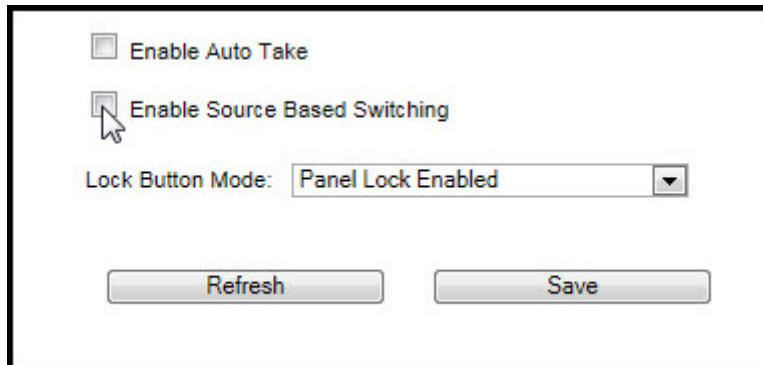 Enable Auto Take
Enable Source Based Switching
Lock Button Mode: Panel Lock Enabled
Refresh Save